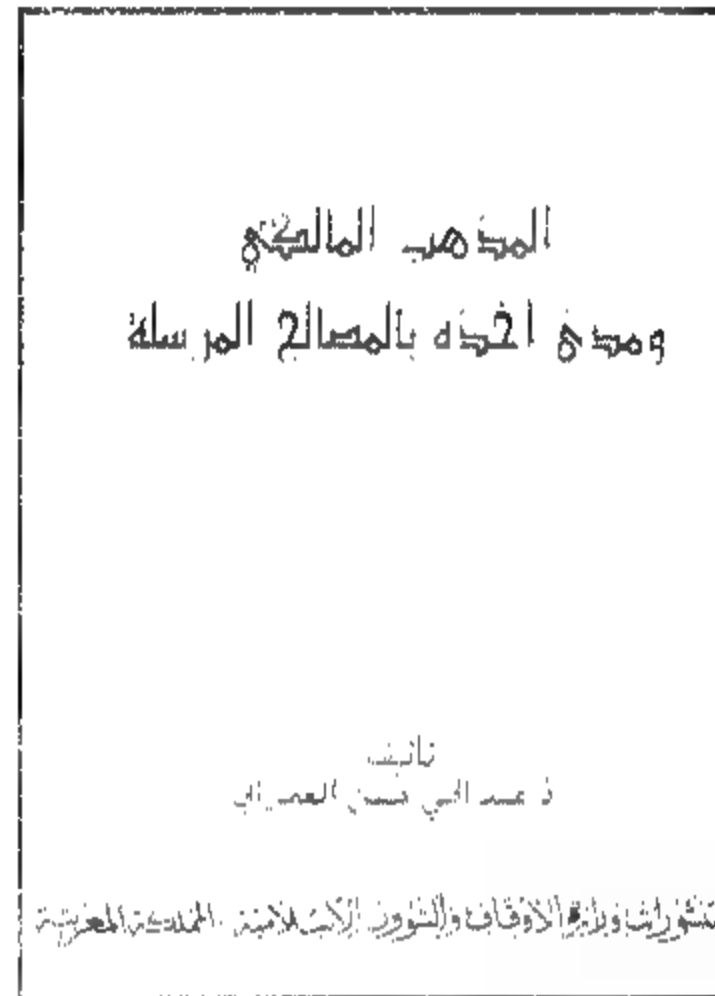 المذهب المالكي
ومدى أخذه بالمصالح المرسلة
تأليف
ذ عبد الحي حسن العمراني
منشورات وزارة الأوقاف والشؤون الإسلامية - المملكة المغربية